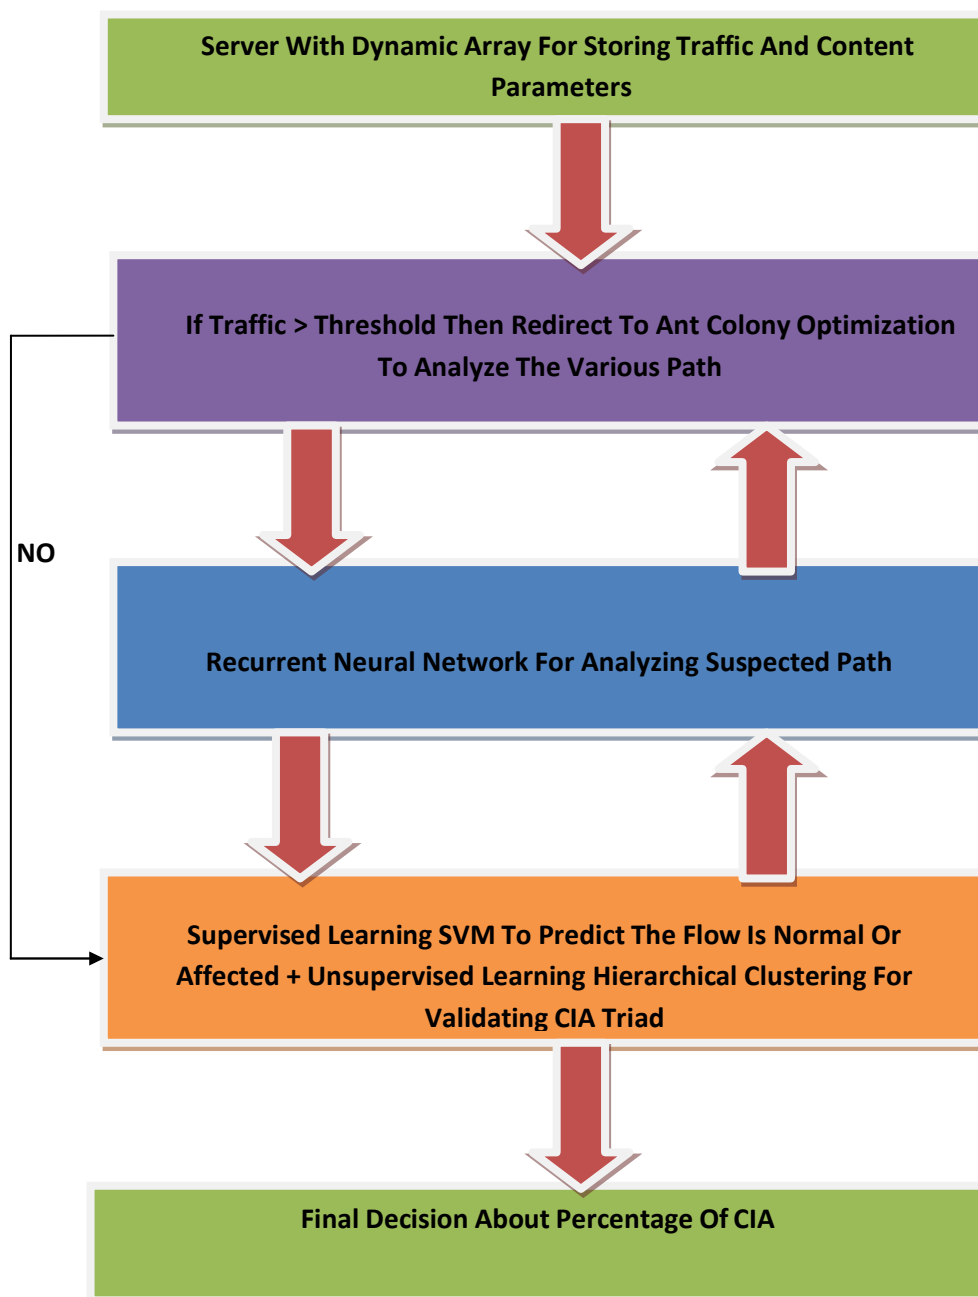 Server With Dynamic Array For Storing Traffic And Content
Parameters
If Traffic > Threshold Then Redirect To Ant Colony Optimization
To Analyze The Various Path
NO
Recurrent Neural Network For Analyzing Suspected Path
Supervised Learning SVM To Predict The Flow Is Normal Or
Affected + Unsupervised Learning Hierarchical Clustering For
Validating CIA Triad
Final Decision About Percentage Of CIA